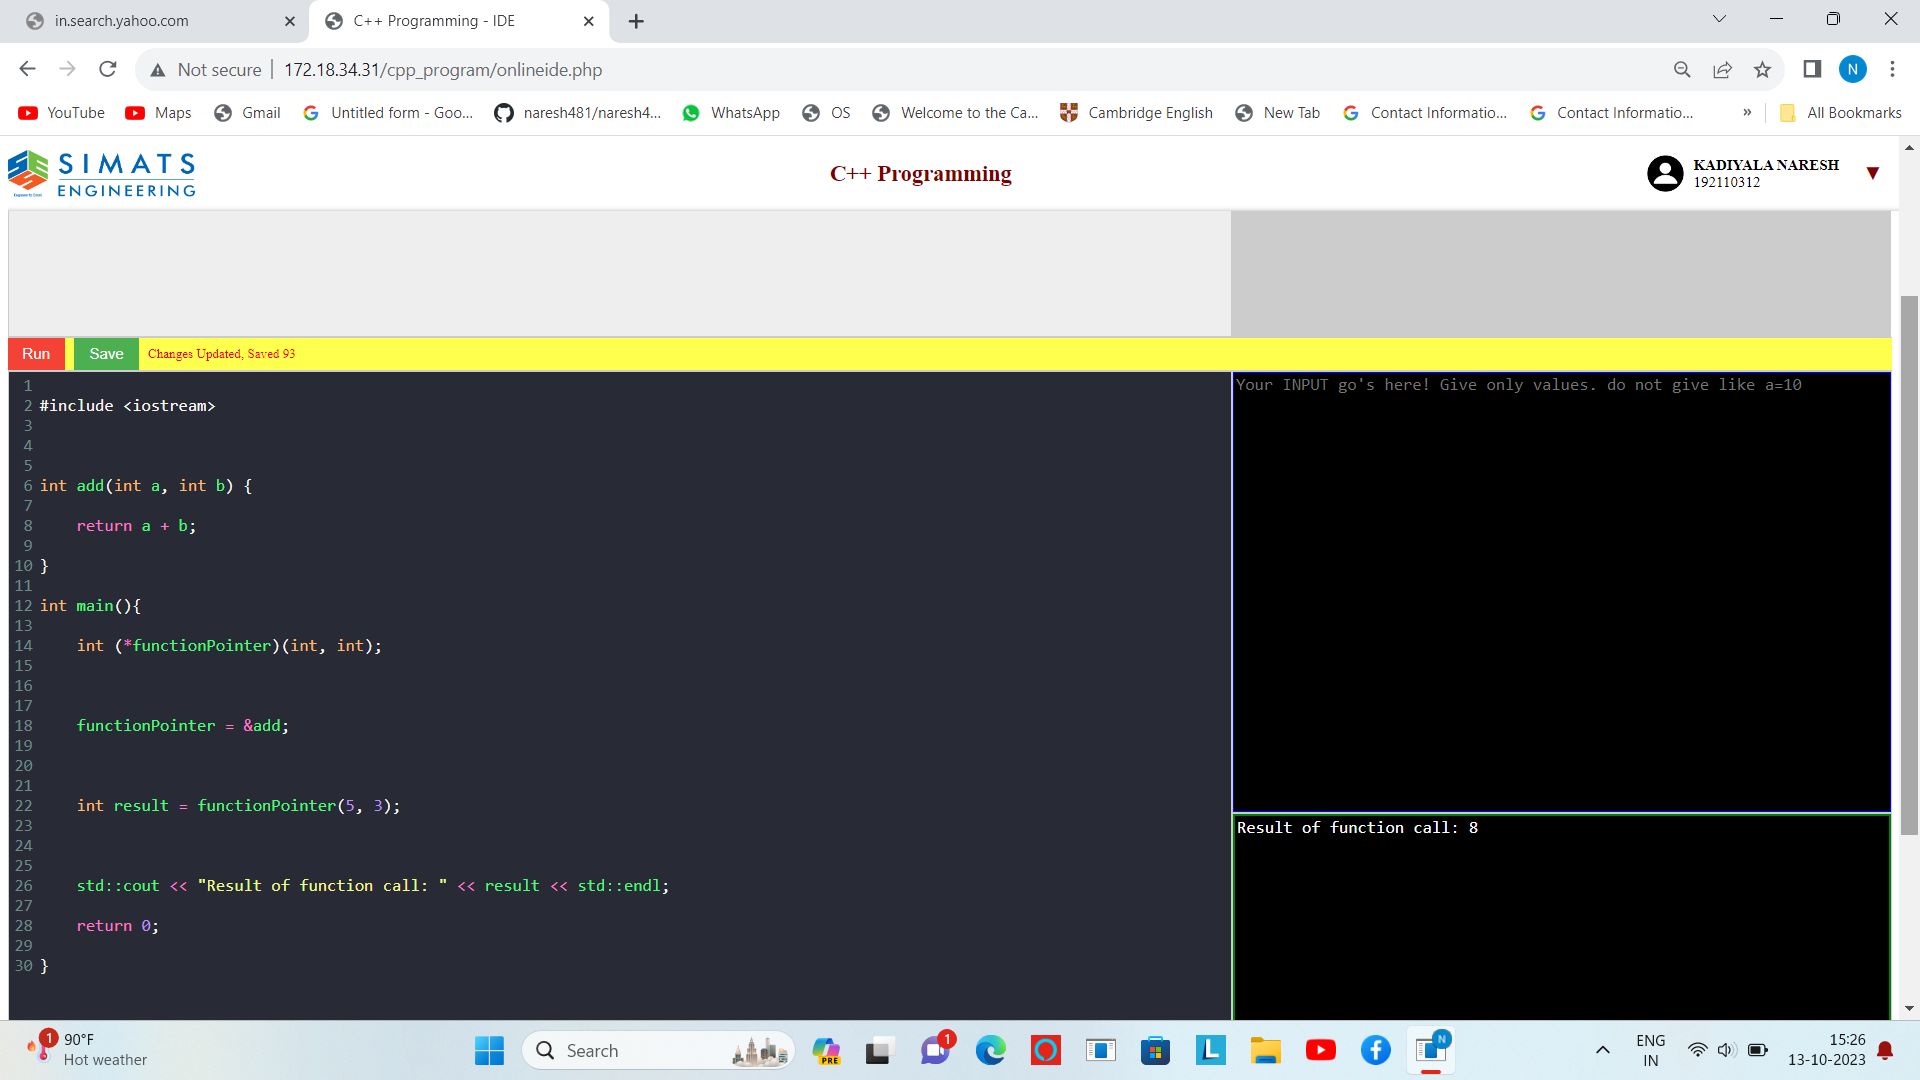 in.search.yahoo.com
C++ Programming - IDE
Not secure
172.18.34.31/cpp_program/onlineide.php
N
YouTube
Maps
Gmail
Untitled form - Goo...
naresh481/naresh4...
WhatsApp
OS
Welcome to the Ca...
Cambridge English
New Tab
Contact Informatio...
Contact Informatio...
»
All Bookmarks
SIMATS
ENGINEERING
C++ Programming
KADIYALA NARESH
192110312
Run
Save
Changes Updated, Saved 93
1
2 #include <iostream>
3
4
5
6 int add(int a, int b) {
7
8     return a + b;
9
10 }
11
12 int main(){
13
14     int (*functionPointer)(int, int);
15
16
17
18     functionPointer = &add;
19
20
21
22     int result = functionPointer(5, 3);
23
24
25
26     std::cout << "Result of function call: " << result << std::endl;
27
28     return 0;
29
30 }
Your INPUT go's here! Give only values. do not give like a=10
Result of function call: 8
1
90°F
Hot weather
Search
PRE
1
L
N
ENG
IN
15:26
13-10-2023